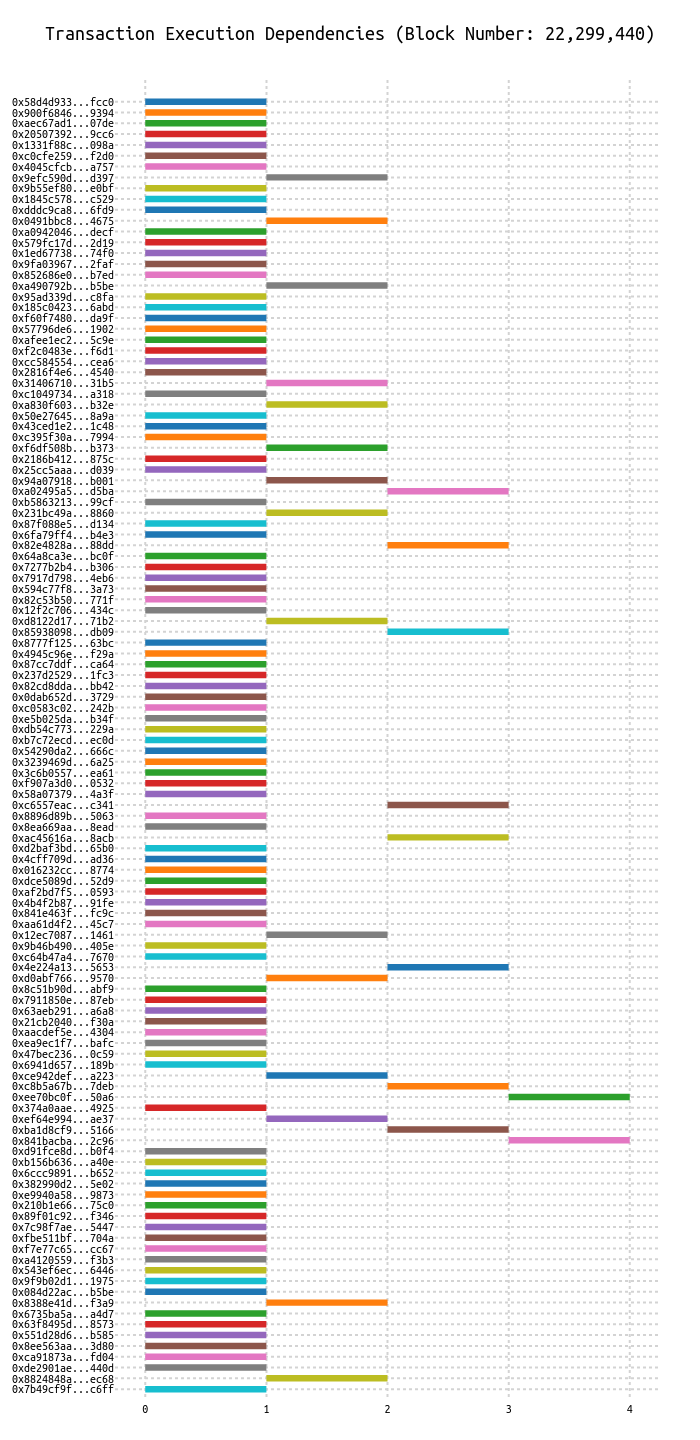 Transaction Execution Dependencies (Block Number: 22,299,440)
0x58d4d933...fcc0
0x900f6846...9394
0xaec67ad1...07de
0x20507392...9cc6
0x1331f88c...098a
0xc0cfe259...f2d0
0x4045cfcb...a757
0x9efc590d...d397
0x9b55ef80...e0bf
0x1845c578...c529
0xdddc9ca8...6fd9
0x0491bbc8...4675
0xa0942046...decf
0x579fc17d...2d19
0x1ed67738...74f0
0x9fa03967...2faf
0x852686e0...b7ed
0xa490792b...b5be
0x95ad339d...c8fa
0x185c0423...6abd
0xf60f7480...da9f
0x57796de6...1902
0xafee1ec2...5c9e
0xf2c0483e...f6d1
0xcc584554...cea6
0x2816f4e6...4540
0x31406710...31b5
0xc1049734...a318
0xa830f603...b32e
0x50e27645...8a9a
0x43ced1e2...1c48
0xc395f30a...7994
0xf6df508b...b373
0x2186b412...875c
0x25cc5aaa...d039
0x94a07918...b001
0xa02495a5...d5ba
0xb5863213...99cf
0x231bc49a...8860
0x87f088e5...d134
0x6fa79ff4...b4e3
0x82e4828a...88dd
0x64a8ca3e...bc0f
0x7277b2b4...b306
0x7917d798...4eb6
0x594c77f8...3a73
0x82c53b50...771f
0x12f2c706...434c
0xd8122d17...71b2
0x85938098...db09
0x8777f125...63bc
0x4945c96e...f29a
0x87cc7ddf...ca64
0x237d2529...1fc3
0x82cd8dda...bb42
0x0dab652d...3729
0xc0583c02...242b
0xe5b025da...b34f
0xdb54c773...229a
0xb7c72ecd...ec0d
0x54290da2...666c
0x3239469d...6a25
0x3c6b0557...ea61
0xf907a3d0...0532
0x58a07379...4a3f
0xc6557eac...c341
0x8896d89b...5063
0x8ea669aa...8ead
0xac45616a...8acb
0xd2baf3bd...65b0
0x4cff709d...ad36
0x016232cc...8774
0xdce5089d...52d9
0xaf2bd7f5...0593
0x4b4f2b87...91fe
0x841e463f...fc9c
0xaa61d4f2...45c7
0x12ec7087...1461
0x9b46b490...405e
0xc64b47a4...7670
0x4e224a13...5653
0xd0abf766...9570
0x8c51b90d...abf9
0x7911850e...87eb
0x63aeb291...a6a8
0x21cb2040...f30a
0xaacdef5e...4304
0xea9ec1f7...bafc
0x47bec236...0c59
0x6941d657...189b
0xce942def...a223
0xc8b5a67b...7deb
0xee70bc0f...50a6
0x374a0aae...4925
0xef64e994...ae37
0xba1d8cf9...5166
0x841bacba...2c96
0xd91fce8d...b0f4
0xb156b636...a40e
0x6ccc9891...b652
0x382990d2...5e02
0xe9940a58...9873
0x210b1e66...75c0
0x89f01c92...f346
0x7c98f7ae...5447
0xfbe511bf...704a
0xf7e77c65...cc67
0xa4120559...f3b3
0x543ef6ec...6446
0x9f9b02d1...1975
0x084d22ac...b5be
0x8388e41d...f3a9
0x6735ba5a...a4d7
0x63f8495d...8573
0x551d28d6...b585
0x8ee563aa...3d80
0xca91873a...fd04
0xde2901ae...440d
0x8824848a...ec68
0x7b49cf9f...c6ff
0 1 2 3 4